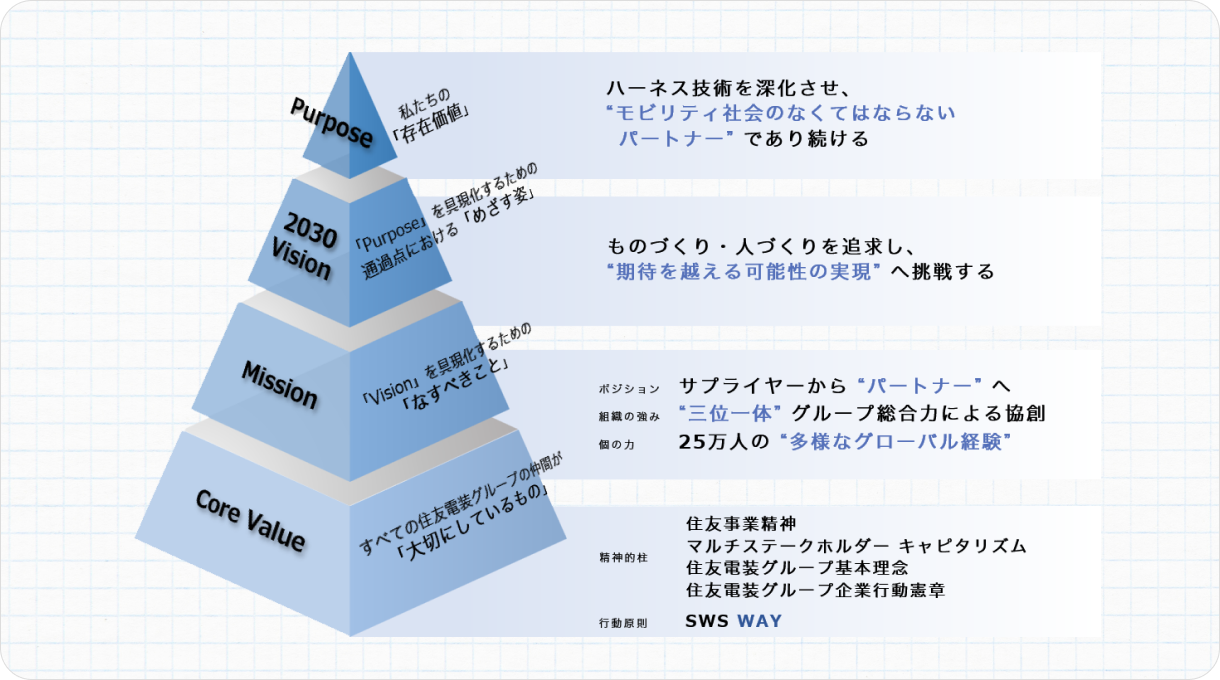 Purpose
私たちの
「存在価値」
ハーネス技術を深化させ、
“モビリティ社会のなくてはならない
パートナー” であり続ける
2030
Vision
「Purpose」を具現化するための
通過点における「めざす姿」
ものづくり・人づくりを追求し、
“期待を越える可能性の実現” へ挑戦する
Mission
「Vision」を具現化するための
「なすべきこと」
ポジション サプライヤーから “パートナー” へ
組織の強み “三位一体” グループ総合力による協創
個の力 25万人の “多様なグローバル経験”
Core Value
すべての住友電装グループの仲間が
「大切にしているもの」
精神的柱
住友事業精神
マルチステークホルダー キャピタリズム
住友電装グループ基本理念
住友電装グループ企業行動憲章
行動原則 SWS WAY